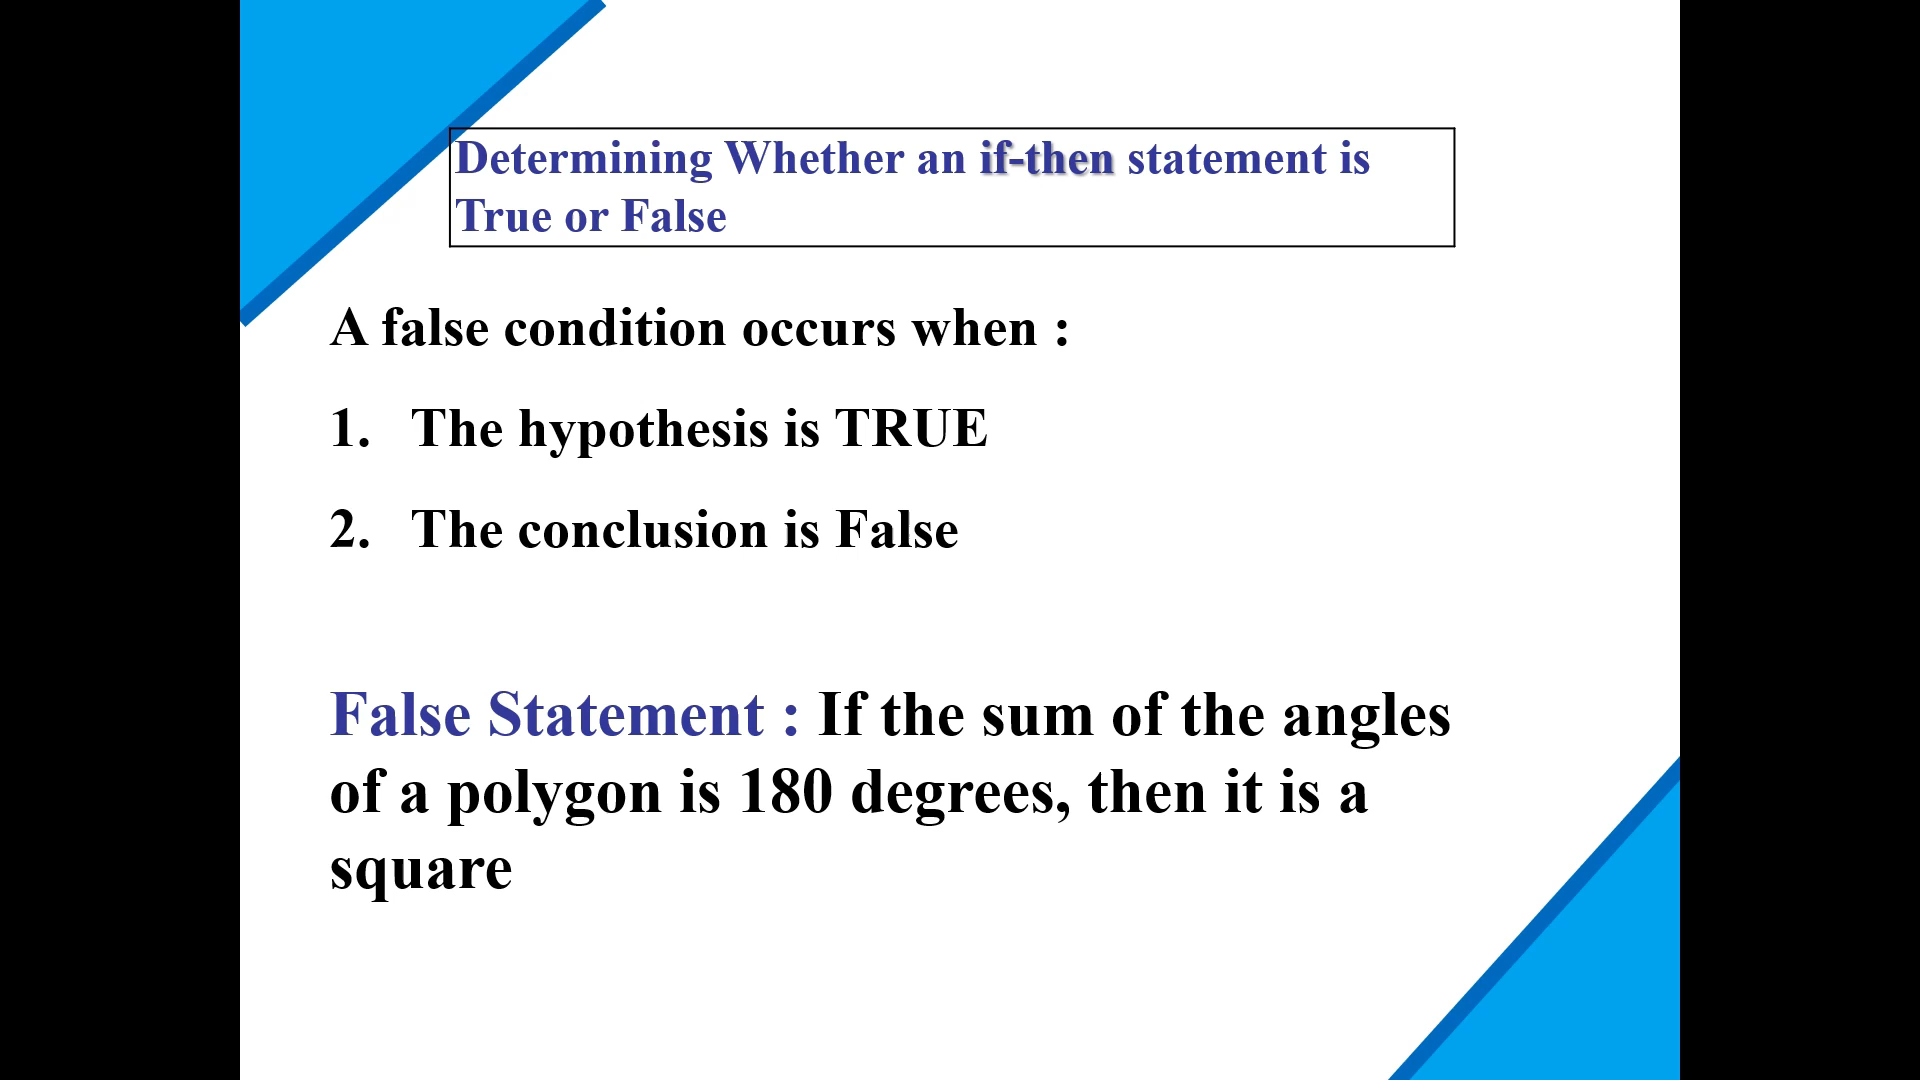 Determining Whether an if-then statement is
True or False
A false condition occurs when :
1. The hypothesis is TRUE
2. The conclusion is False
False Statement : If the sum of the angles
of a polygon is 180 degrees, then it is a
square